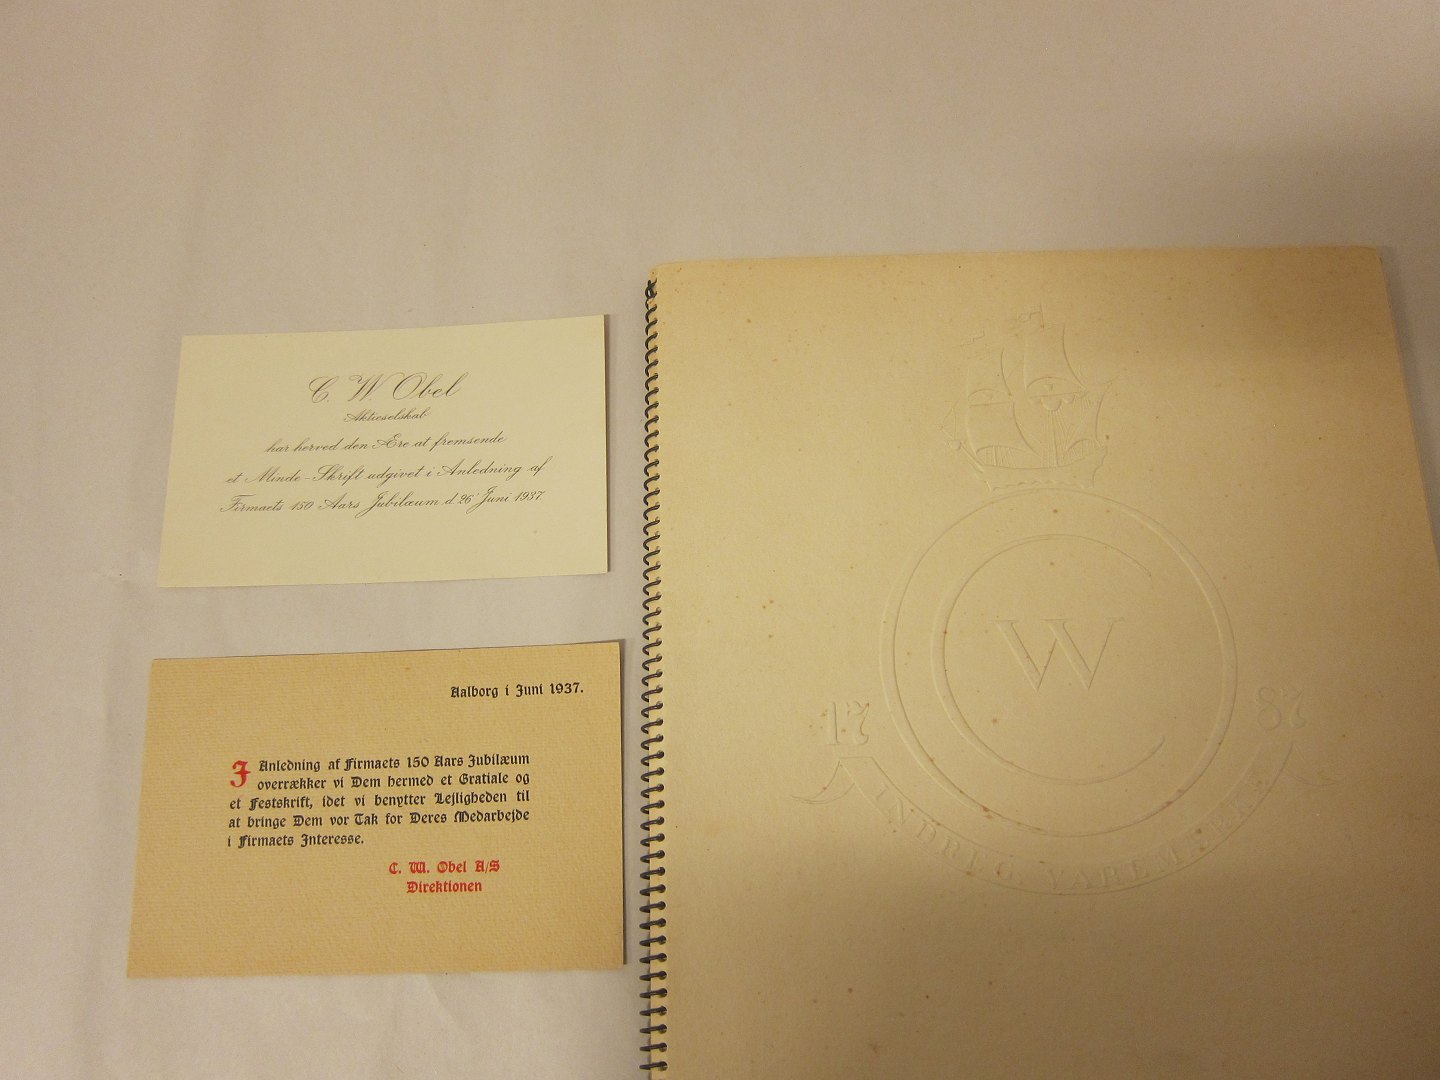 C. W. Obel
Aktieselskab
har herved den Ære at fremsende
et Minde-Skrift udgivet i Anledning af
Firmaets 150 Aars Jubilæum d. 26' Juni 1937.
Aalborg i Juni 1937.
I Anledning af Firmaets 150 Aars Jubilæum
overrækker vi Dem hermed et Gratiale og
et Festskrift, idet vi benytter Lejligheden til
at bringe Dem vor Tak for Deres Medarbejde
i Firmaets Interesse.
C. W. Obel A/S
Direktionen
C W
17 87
INDREG. VAREMÆRKE